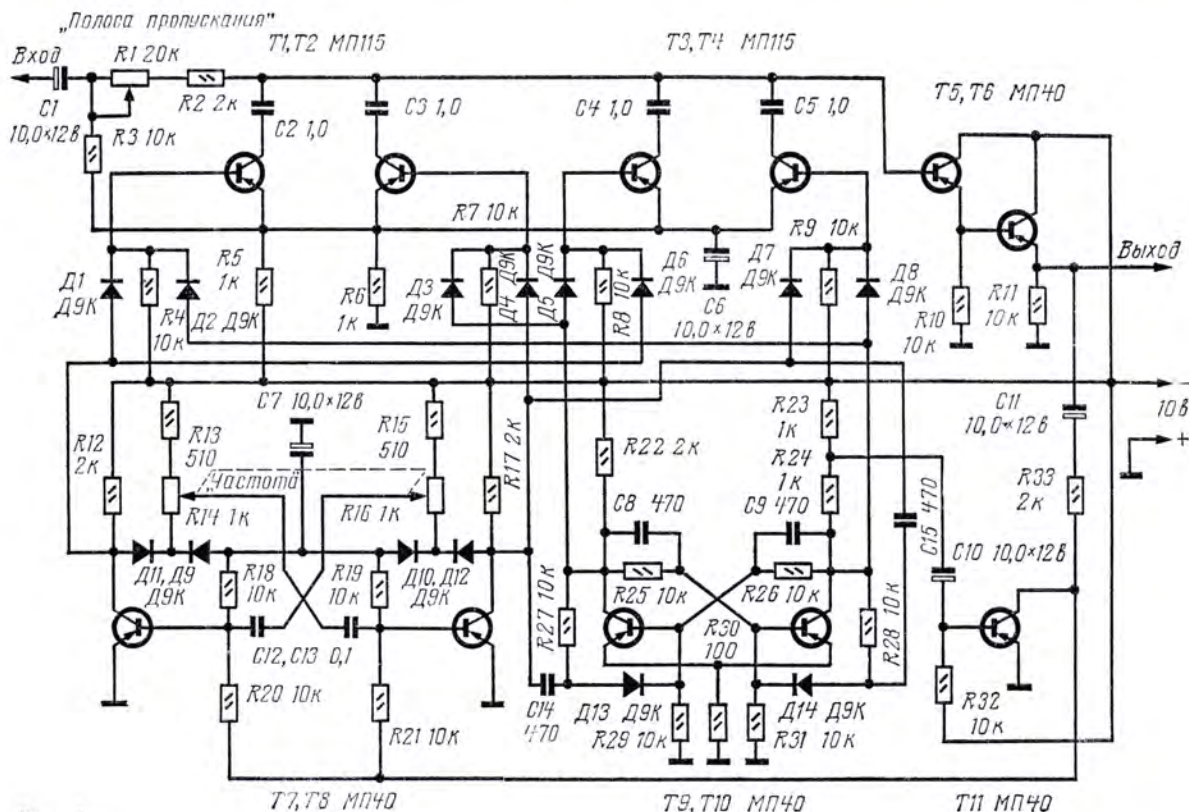 „Полоса пропускания"
Вход
R1 20к
T1, T2 МП115
T3, T4 МП115
C1
10,0×12в
R2 2к
R3 10к
C2 1,0
C3 1,0
C4 1,0
C5 1,0
T5, T6 МП40
R7 10к
R9 10к
Выход
Д1
Д9К
R4
10к
Д2 Д9К
R5
1к
R6
1к
Д3
Д9К
Д4
Д9К
Д5
R8 10к
Д6
Д9К
C6
10,0×12в
Д7
Д9К
Д8
Д9К
R10
10к
R11
10к
R12
2к
R13
510
C7 10,0×12в
R15
510
„Частота"
R14 1к
R16 1к
R17 2к
R22 2к
R23
1к
R24
1к
C8 470
C9 470
C11
10,0×12в
−
10в
+
R33
2к
C15 470
C10 10,0×12в
Д11, Д9
Д9К
R18
10к
R19
10к
Д10, Д12
Д9К
R27 10к
R25 10к
R26 10к
R28 10к
R30
100
C12, C13 0,1
R20 10к
R21 10к
C14
470
Д13 Д9К
R29 10к
Д14 Д9К
R31 10к
R32
10к
T7, T8 МП40
T9, T10 МП40
T11 МП40